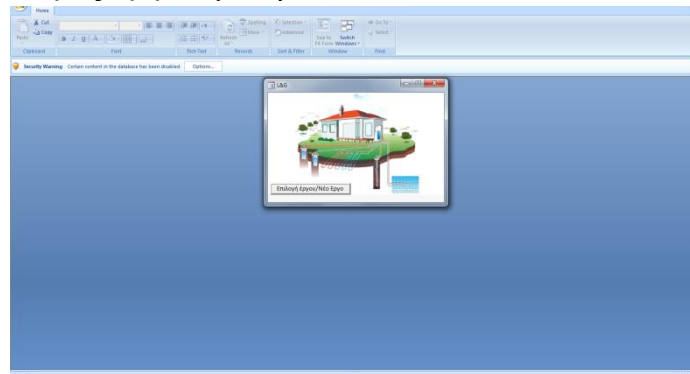 Home
Cut
Copy
Paste
Clipboard
Font
Rich Text
Refresh
All
Spelling
More
Records
Selection
Advanced
Sort & Filter
Size to
Fit Form
Switch
Windows
Window
Go To
Select
Find
Security Warning Certain content in the database has been disabled
Options...
L&G
Επιλογή έργου/Νέο Εργο